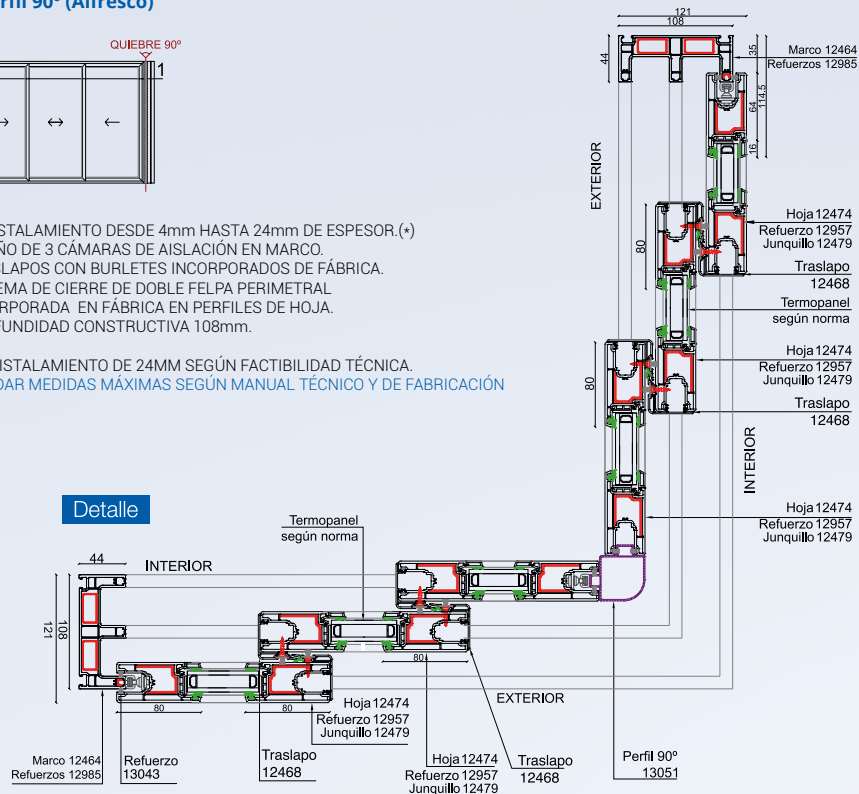 rfil 90º (Alfresco)
QUIEBRE 90º
1
STALAMIENTO DESDE 4mm HASTA 24mm DE ESPESOR.(*)
ÑO DE 3 CÁMARAS DE AISLACIÓN EN MARCO.
SLAPOS CON BURLETES INCORPORADOS DE FÁBRICA.
EMA DE CIERRE DE DOBLE FELPA PERIMETRAL
ORPORADA EN FÁBRICA EN PERFILES DE HOJA.
FUNDIDAD CONSTRUCTIVA 108mm.
ISTALAMIENTO DE 24MM SEGÚN FACTIBILIDAD TÉCNICA.
DAR MEDIDAS MÁXIMAS SEGÚN MANUAL TÉCNICO Y DE FABRICACIÓN
121
108
44
35
64
114.5
16
Marco 12464
Refuerzos 12985
EXTERIOR
80
Hoja 12474
Refuerzo 12957
Junquillo 12479
Traslapo
12468
Termopanel
según norma
80
Hoja 12474
Refuerzo 12957
Junquillo 12479
Traslapo
12468
INTERIOR
Hoja 12474
Refuerzo 12957
Junquillo 12479
Detalle
Termopanel
según norma
44
INTERIOR
108
121
80
80
80
EXTERIOR
Hoja 12474
Refuerzo 12957
Junquillo 12479
Marco 12464
Refuerzos 12985
Refuerzo
13043
Traslapo
12468
Hoja 12474
Refuerzo 12957
Junquillo 12479
Traslapo
12468
Perfil 90º
13051